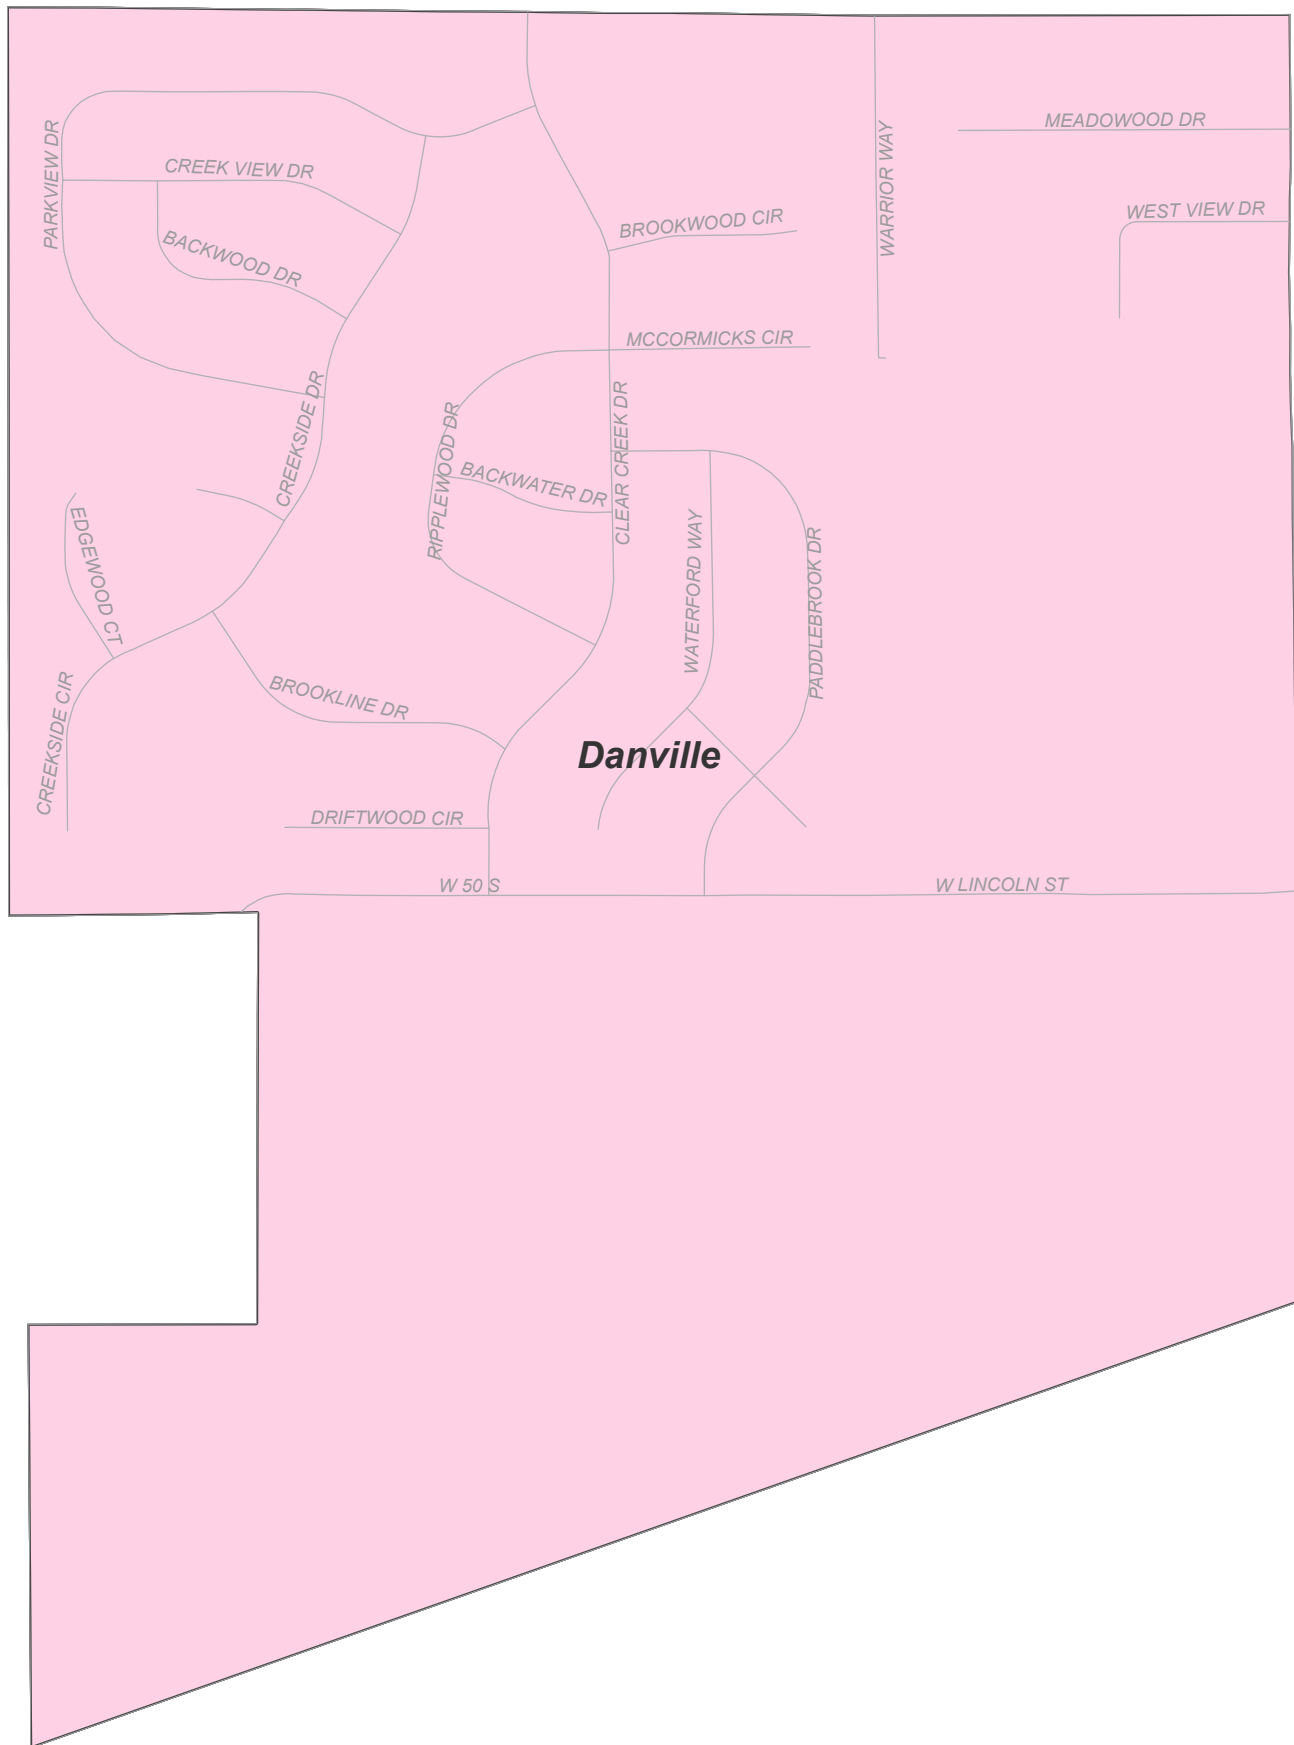 MEADOWOOD DR
PARKVIEW DR
CREEK VIEW DR
WARRIOR WAY
WEST VIEW DR
BROOKWOOD CIR
BACKWOOD DR
MCCORMICKS CIR
CREEKSIDE DR
RIPPLEWOOD DR
CLEAR CREEK DR
BACKWATER DR
EDGEWOOD CT
WATERFORD WAY
PADDLEBROOK DR
CREEKSIDE CIR
BROOKLINE DR
Danville
DRIFTWOOD CIR
W 50 S
W LINCOLN ST